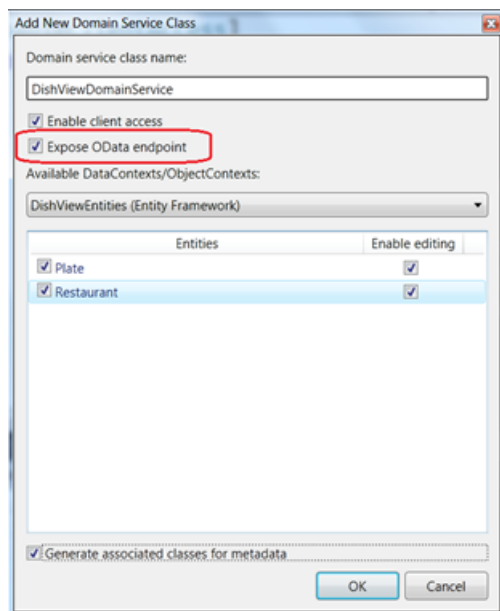 Add New Domain Service Class
Domain service class name:
DishViewDomainService
Enable client access
Expose OData endpoint
Available DataContexts/ObjectContexts:
DishViewEntities (Entity Framework)
Entities Enable editing
Plate
Restaurant
Generate associated classes for metadata
OK Cancel